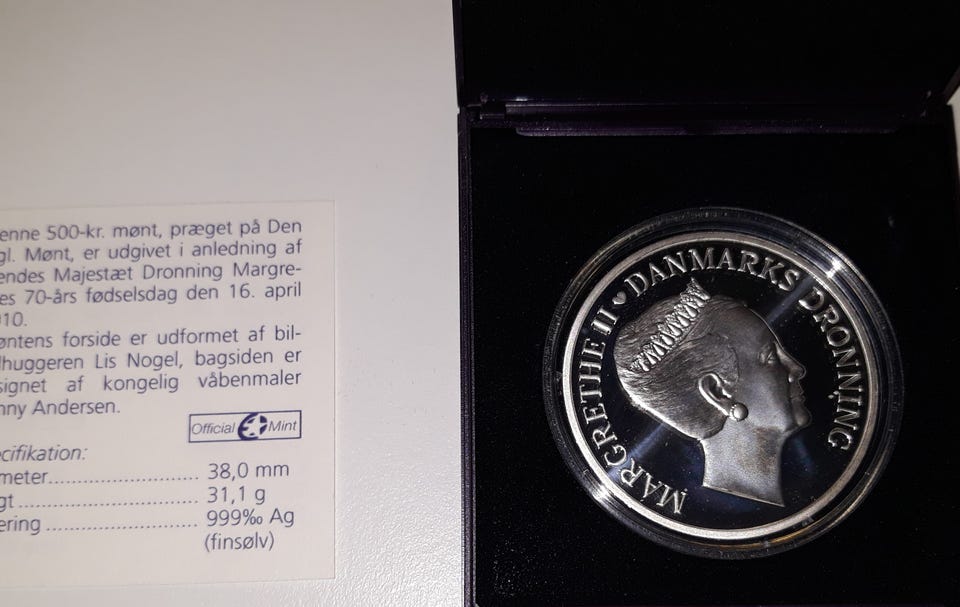 enne 500-kr. mønt, præget på Den
gl. Mønt, er udgivet i anledning af
endes Majestæt Dronning Margre-
es 70-års fødselsdag den 16. april
010.
øntens forside er udformet af bil-
lhuggeren Lis Nogel, bagsiden er
signet af kongelig våbenmaler
nny Andersen.
Official Mint
ecifikation:
meter.......................... 38,0 mm
gt .............................. 31,1 g
ering .......................... 999‰ Ag
(finsølv)
MARGRETHE II ♥ DANMARKS DRONNING